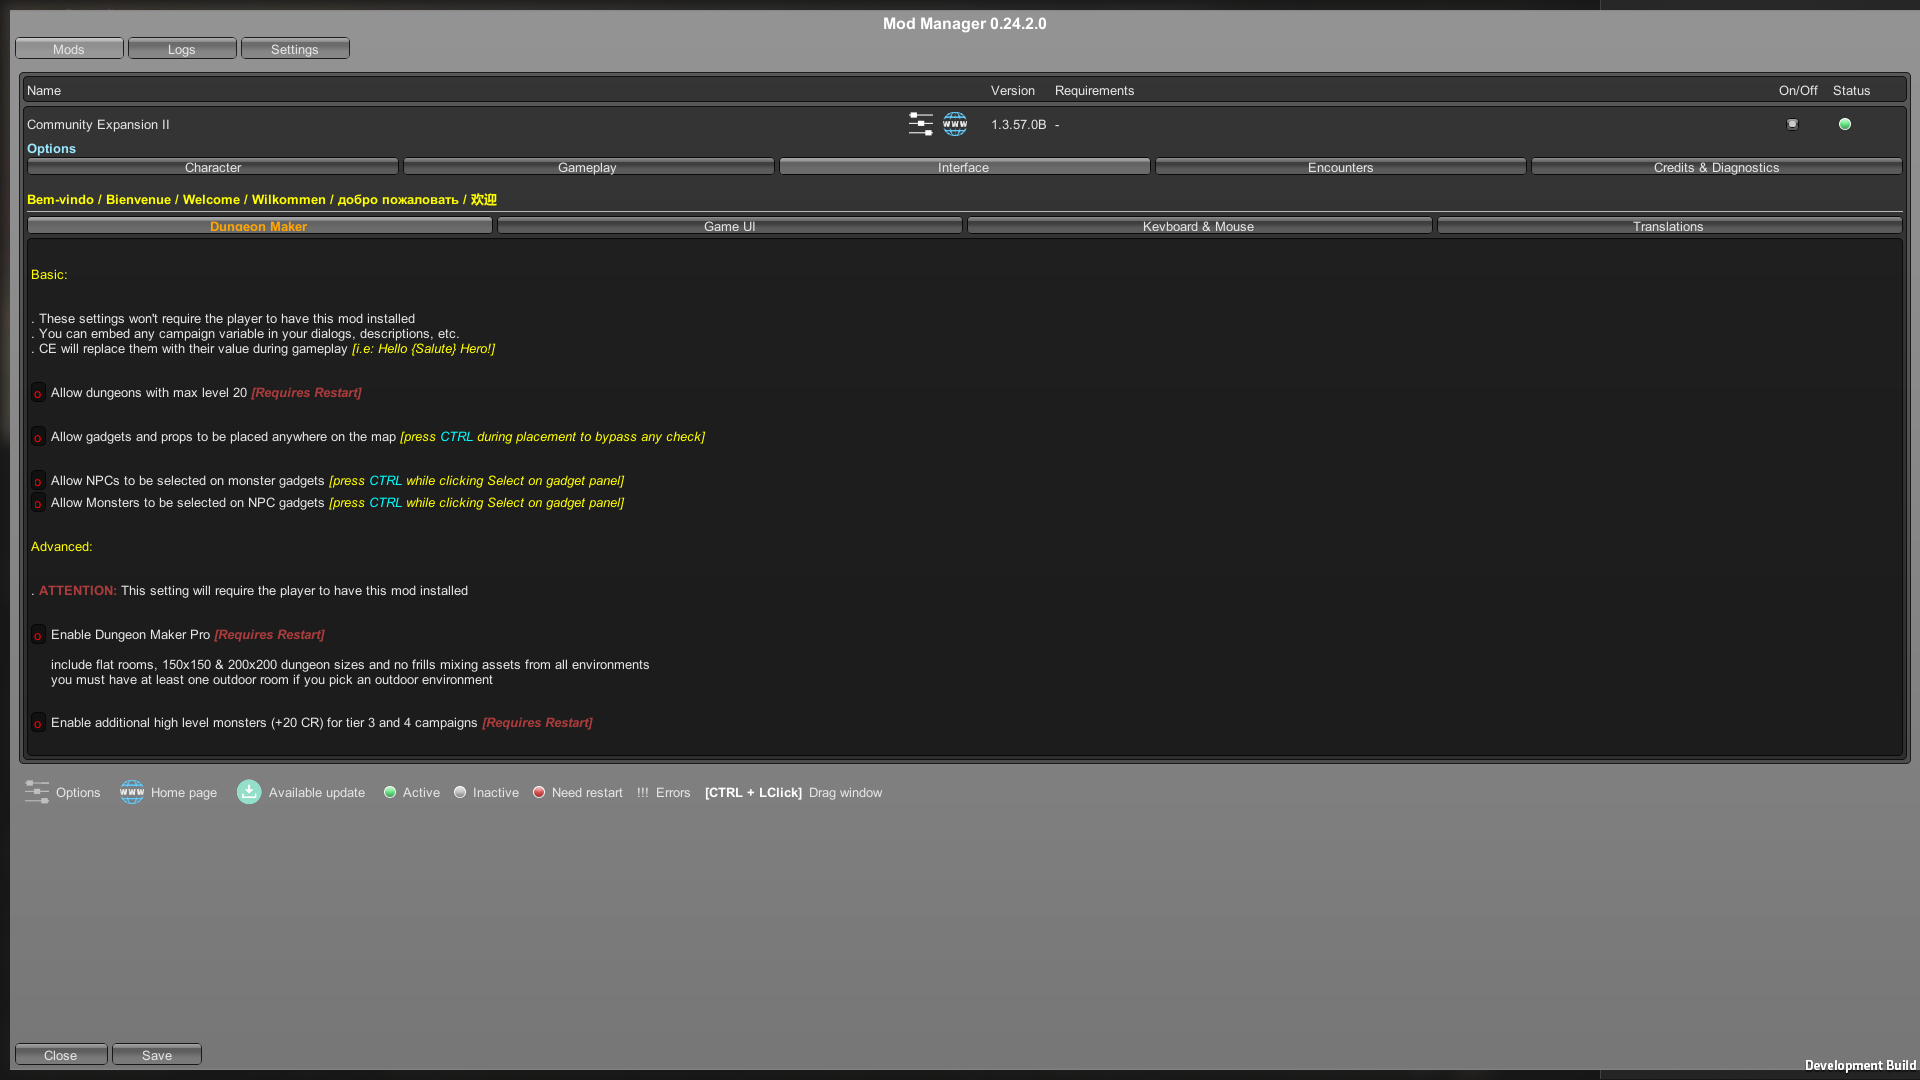 Mod Manager 0.24.2.0
Mods Logs Settings
Name Version Requirements On/Off Status
Community Expansion II www 1.3.57.0B -
Options
Character Gameplay Interface Encounters Credits & Diagnostics
Bem-vindo / Bienvenue / Welcome / Wilkommen / добро пожаловать / 欢迎
Dungeon Maker Game UI Keyboard & Mouse Translations
Basic:
. These settings won't require the player to have this mod installed
. You can embed any campaign variable in your dialogs, descriptions, etc.
. CE will replace them with their value during gameplay [i.e: Hello {Salute} Hero!]
o Allow dungeons with max level 20 [Requires Restart]
o Allow gadgets and props to be placed anywhere on the map [press CTRL during placement to bypass any check]
o Allow NPCs to be selected on monster gadgets [press CTRL while clicking Select on gadget panel]
o Allow Monsters to be selected on NPC gadgets [press CTRL while clicking Select on gadget panel]
Advanced:
. ATTENTION: This setting will require the player to have this mod installed
o Enable Dungeon Maker Pro [Requires Restart]
include flat rooms, 150x150 & 200x200 dungeon sizes and no frills mixing assets from all environments
you must have at least one outdoor room if you pick an outdoor environment
o Enable additional high level monsters (+20 CR) for tier 3 and 4 campaigns [Requires Restart]
Options www Home page Available update Active Inactive Need restart !!! Errors [CTRL + LClick] Drag window
Close Save
Development Build